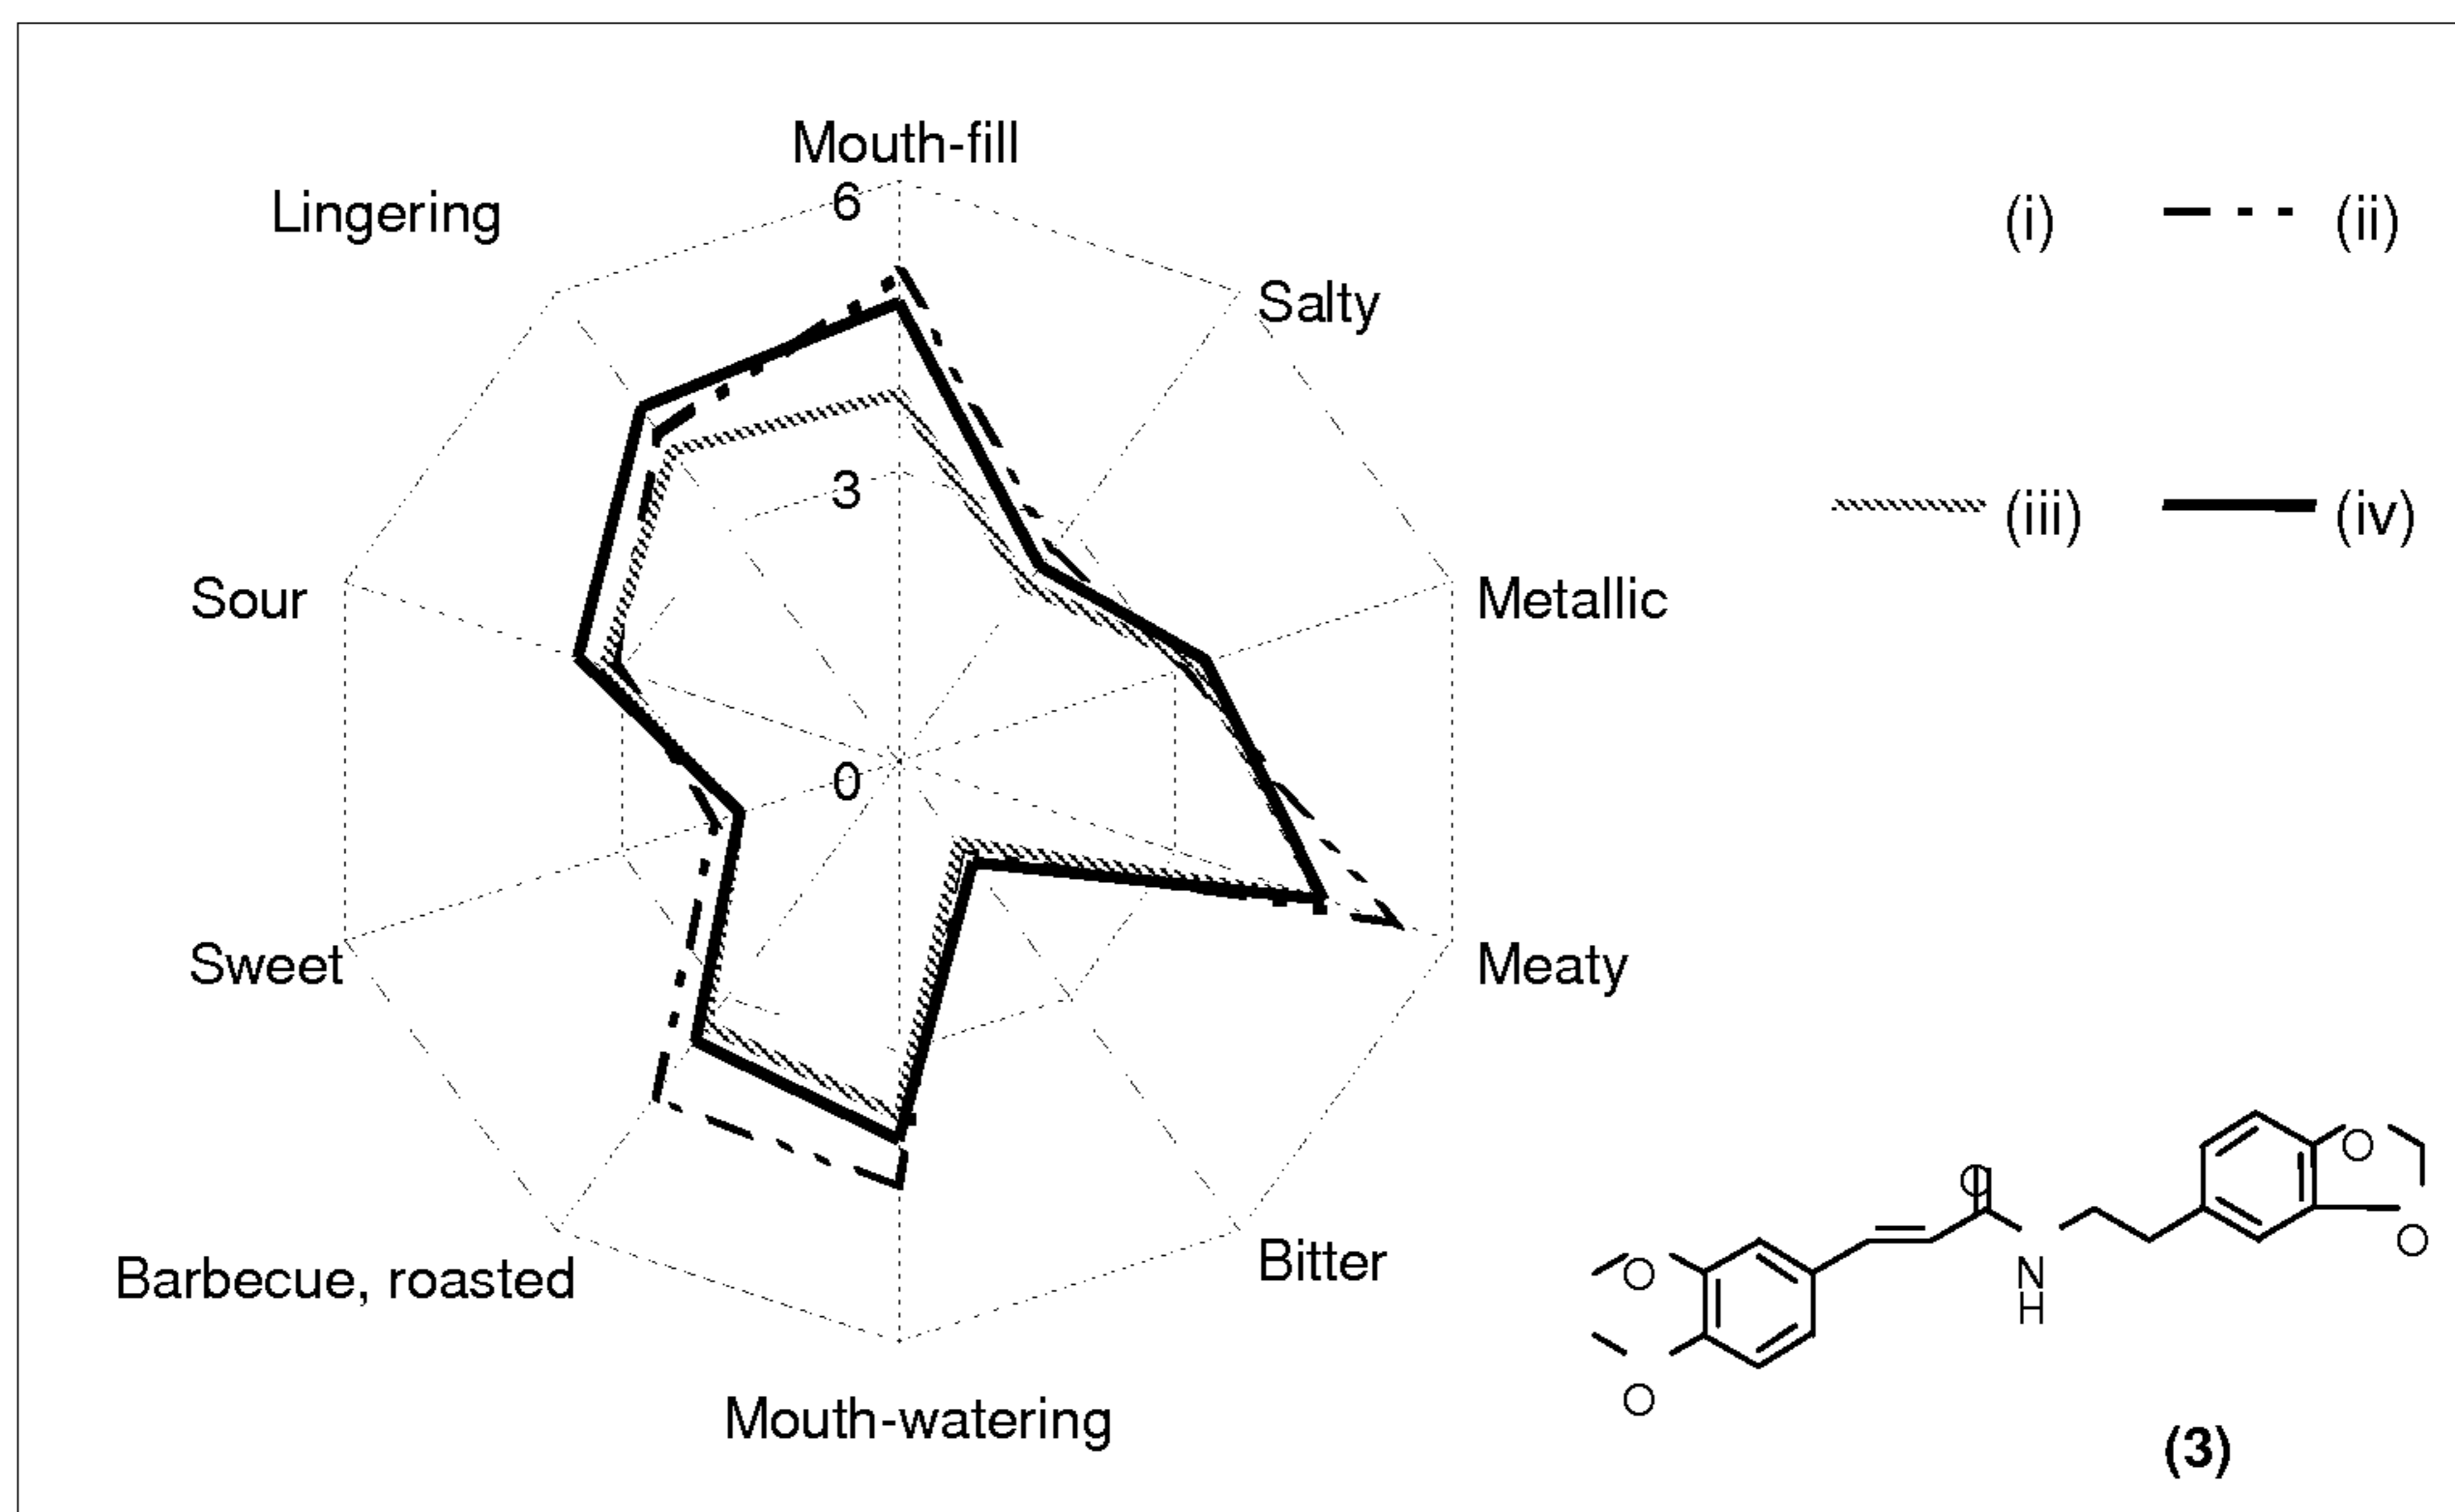 Mouth-fill
6
Lingering
(i)
(ii)
Salty
3
(iii)
(iv)
Sour
Metallic
0
Sweet
Meaty
Barbecue, roasted
Bitter
Mouth-watering
O
O
O
O
O
N
H
(3)